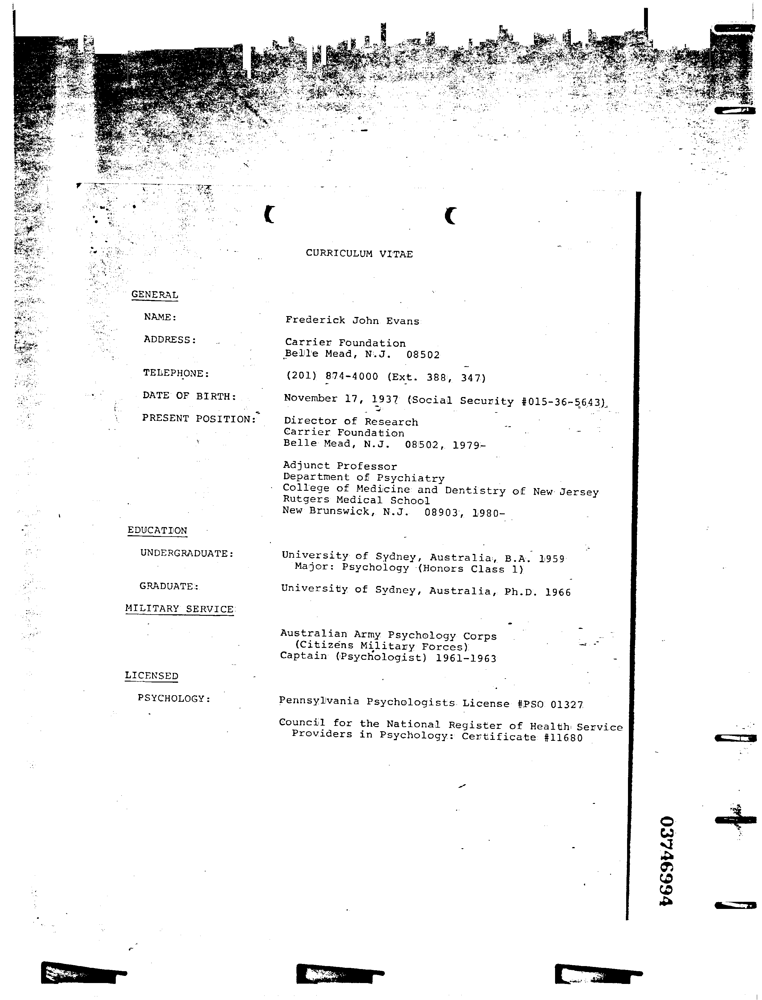 CURRICULUM VITAE
GENERAL
NAME: Frederick John Evans
ADDRESS: Carrier Foundation
Belle Mead, N.J. 08502
TELEPHONE: (201) 874-4000 (Ext. 388, 347)
DATE OF BIRTH: November 17, 1937 (Social Security #015-36-5643)
PRESENT POSITION: Director of Research
Carrier Foundation
Belle Mead, N.J. 08502, 1979-
Adjunct Professor
Department of Psychiatry
College of Medicine and Dentistry of New Jersey
Rutgers Medical School
New Brunswick, N.J. 08903, 1980-
EDUCATION
UNDERGRADUATE: University of Sydney, Australia, B.A. 1959
Major: Psychology (Honors Class 1)
GRADUATE: University of Sydney, Australia, Ph.D. 1966
MILITARY SERVICE
Australian Army Psychology Corps
(Citizens Military Forces)
Captain (Psychologist) 1961-1963
LICENSED
PSYCHOLOGY: Pennsylvania Psychologists License #PSO 01327
Council for the National Register of Health Service
Providers in Psychology: Certificate #11680
03746994